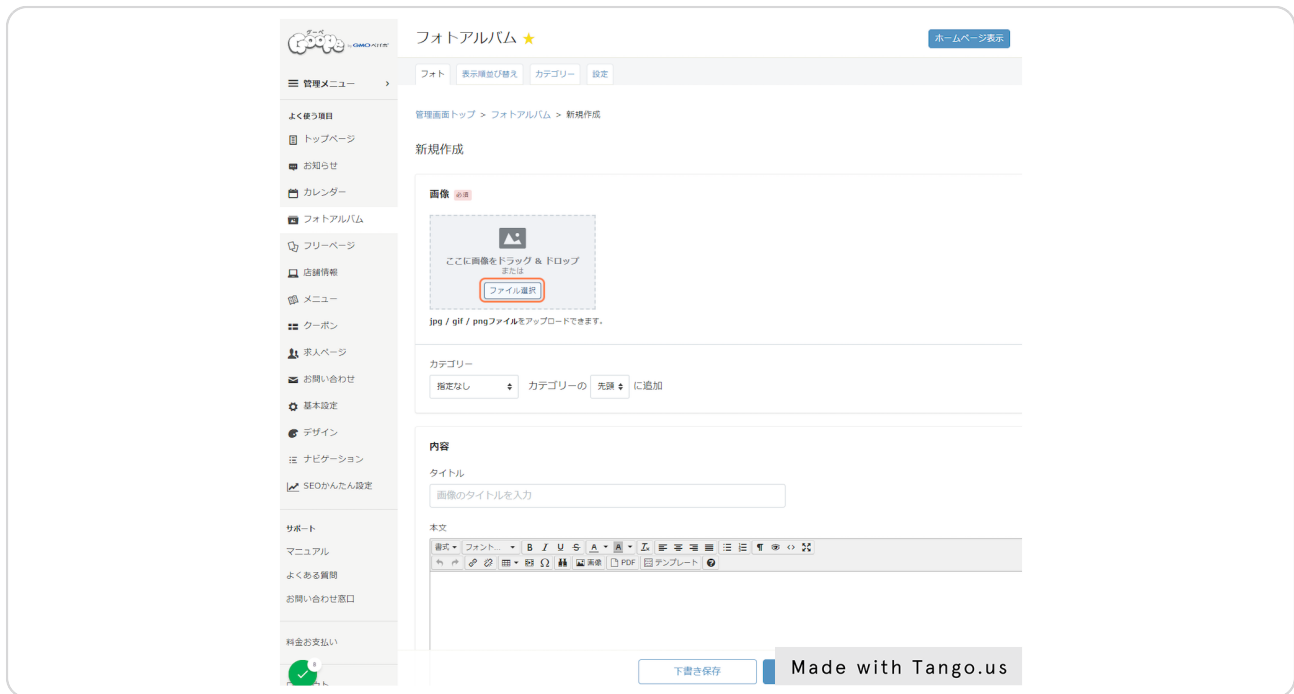 グーペ
Goope by GMOペパボ
フォトアルバム
ホームページ表示
管理メニュー
フォト
表示順並び替え
カテゴリー
設定
よく使う項目
管理画面トップ > フォトアルバム > 新規作成
トップページ
新規作成
お知らせ
カレンダー
画像 必須
フォトアルバム
フリーページ
ここに画像をドラッグ & ドロップ
または
店舗情報
ファイル選択
メニュー
jpg / gif / pngファイルをアップロードできます。
クーポン
求人ページ
カテゴリー
お問い合わせ
指定なし カテゴリーの 先頭 に追加
基本設定
デザイン
内容
ナビゲーション
タイトル
SEOかんたん設定
画像のタイトルを入力
サポート
本文
マニュアル
書式 フォント... B I U S A A Ix
画像 PDF テンプレート
よくある質問
お問い合わせ窓口
料金お支払い
8
下書き保存
Made with Tango.us